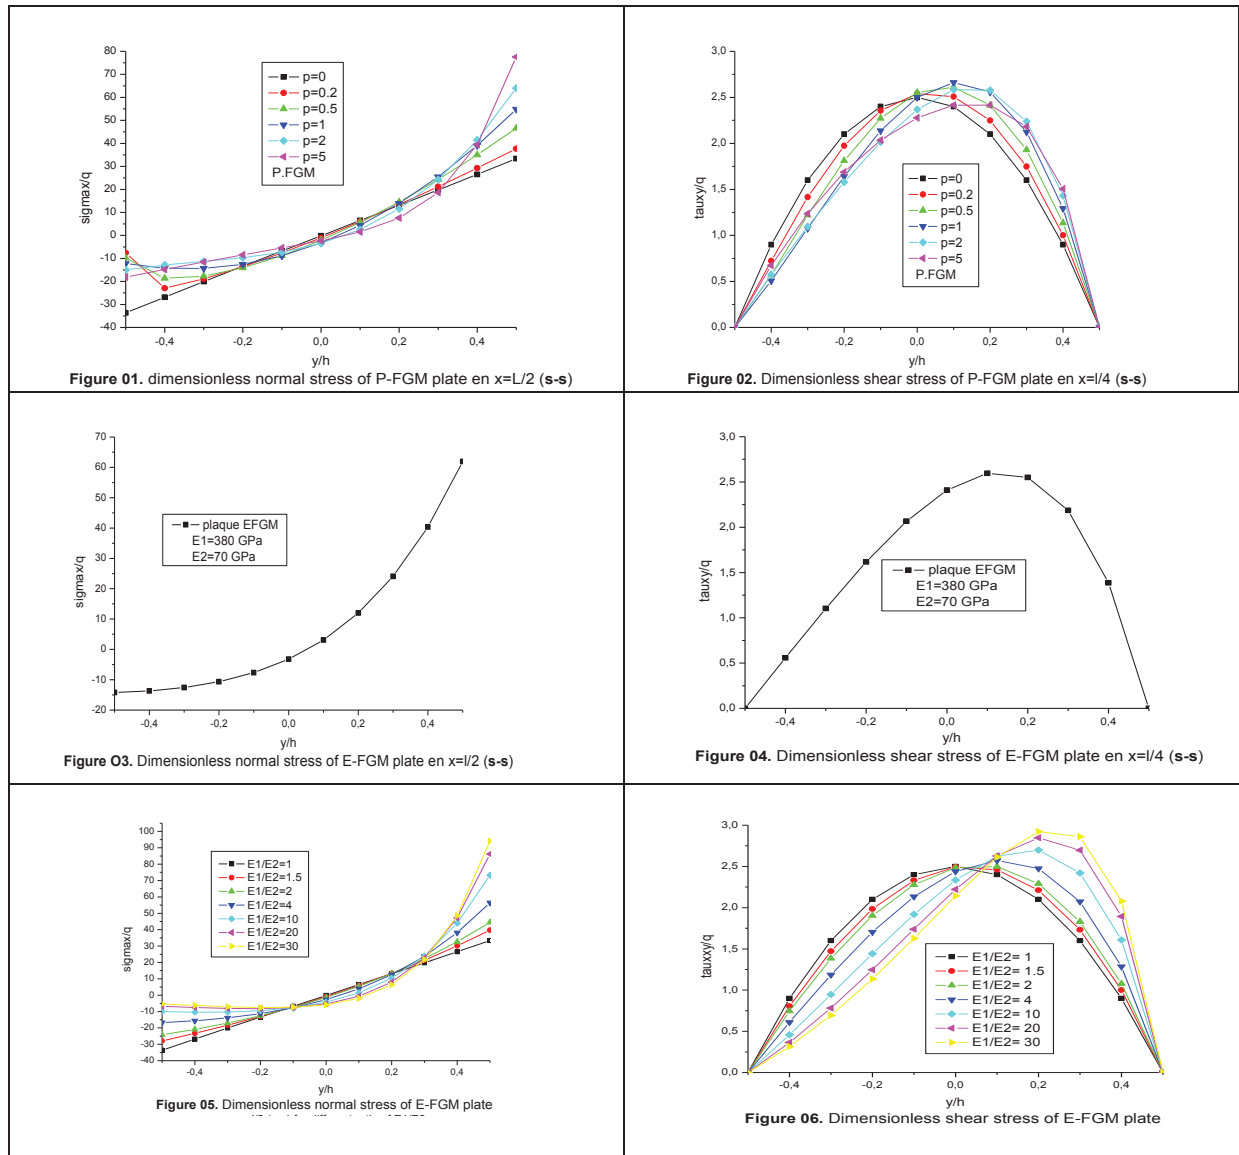 80
70
60
50
40
30
20
10
0
-10
-20
-30
-40
sigmax/q
p=0
p=0.2
p=0.5
p=1
p=2
p=5
P.FGM
-0,4
-0,2
0,0
0,2
0,4
y/h
Figure 01. dimensionless normal stress of P-FGM plate en x=L/2 (s-s)
3,0
2,5
2,0
1,5
1,0
0,5
0,0
tauxy/q
p=0
p=0.2
p=0.5
p=1
p=2
p=5
P.FGM
-0,4
-0,2
0,0
0,2
0,4
y/h
Figure 02. Dimensionless shear stress of P-FGM plate en x=l/4 (s-s)
70
60
50
40
30
20
10
0
-10
-20
sigmax/q
plaque EFGM
E1=380 GPa
E2=70 GPa
-0,4
-0,2
0,0
0,2
0,4
y/h
Figure O3. Dimensionless normal stress of E-FGM plate en x=l/2 (s-s)
3,0
2,5
2,0
1,5
1,0
0,5
0,0
tauxy/q
plaque EFGM
E1=380 GPa
E2=70 GPa
-0,4
-0,2
0,0
0,2
0,4
y/h
Figure 04. Dimensionless shear stress of E-FGM plate en x=l/4 (s-s)
100
90
80
70
60
50
40
30
20
10
0
-10
-20
-30
-40
sigmax/q
E1/E2=1
E1/E2=1.5
E1/E2=2
E1/E2=4
E1/E2=10
E1/E2=20
E1/E2=30
-0,4
-0,2
0,0
0,2
0,4
y/h
Figure 05. Dimensionless normal stress of E-FGM plate
3,0
2,5
2,0
1,5
1,0
0,5
0,0
tauxxy/q
E1/E2= 1
E1/E2= 1.5
E1/E2= 2
E1/E2= 4
E1/E2= 10
E1/E2= 20
E1/E2= 30
-0,4
-0,2
0,0
0,2
0,4
y/h
Figure 06. Dimensionless shear stress of E-FGM plate